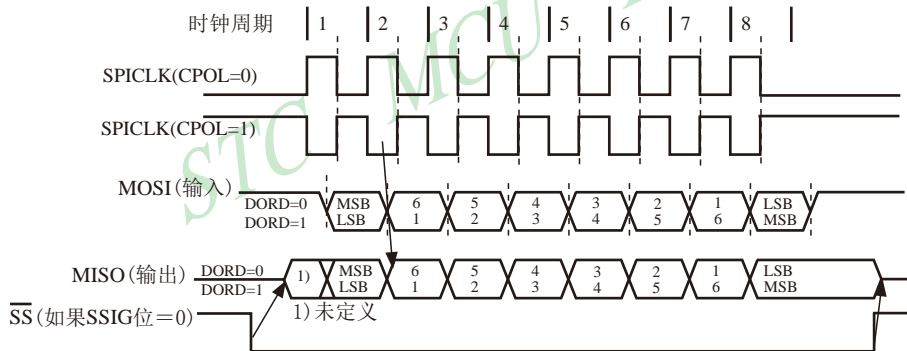 时钟周期 1 2 3 4 5 6 7 8
SPICLK(CPOL=0)
SPICLK(CPOL=1)
STC MCU
MOSI(输入) DORD=0 MSB 6 5 4 3 2 1 LSB
DORD=1 LSB 1 2 3 4 5 6 MSB
MISO(输出) DORD=0 1) MSB 6 5 4 3 2 1 LSB
DORD=1 LSB 1 2 3 4 5 6 MSB
1)未定义
SS(如果SSIG位=0)